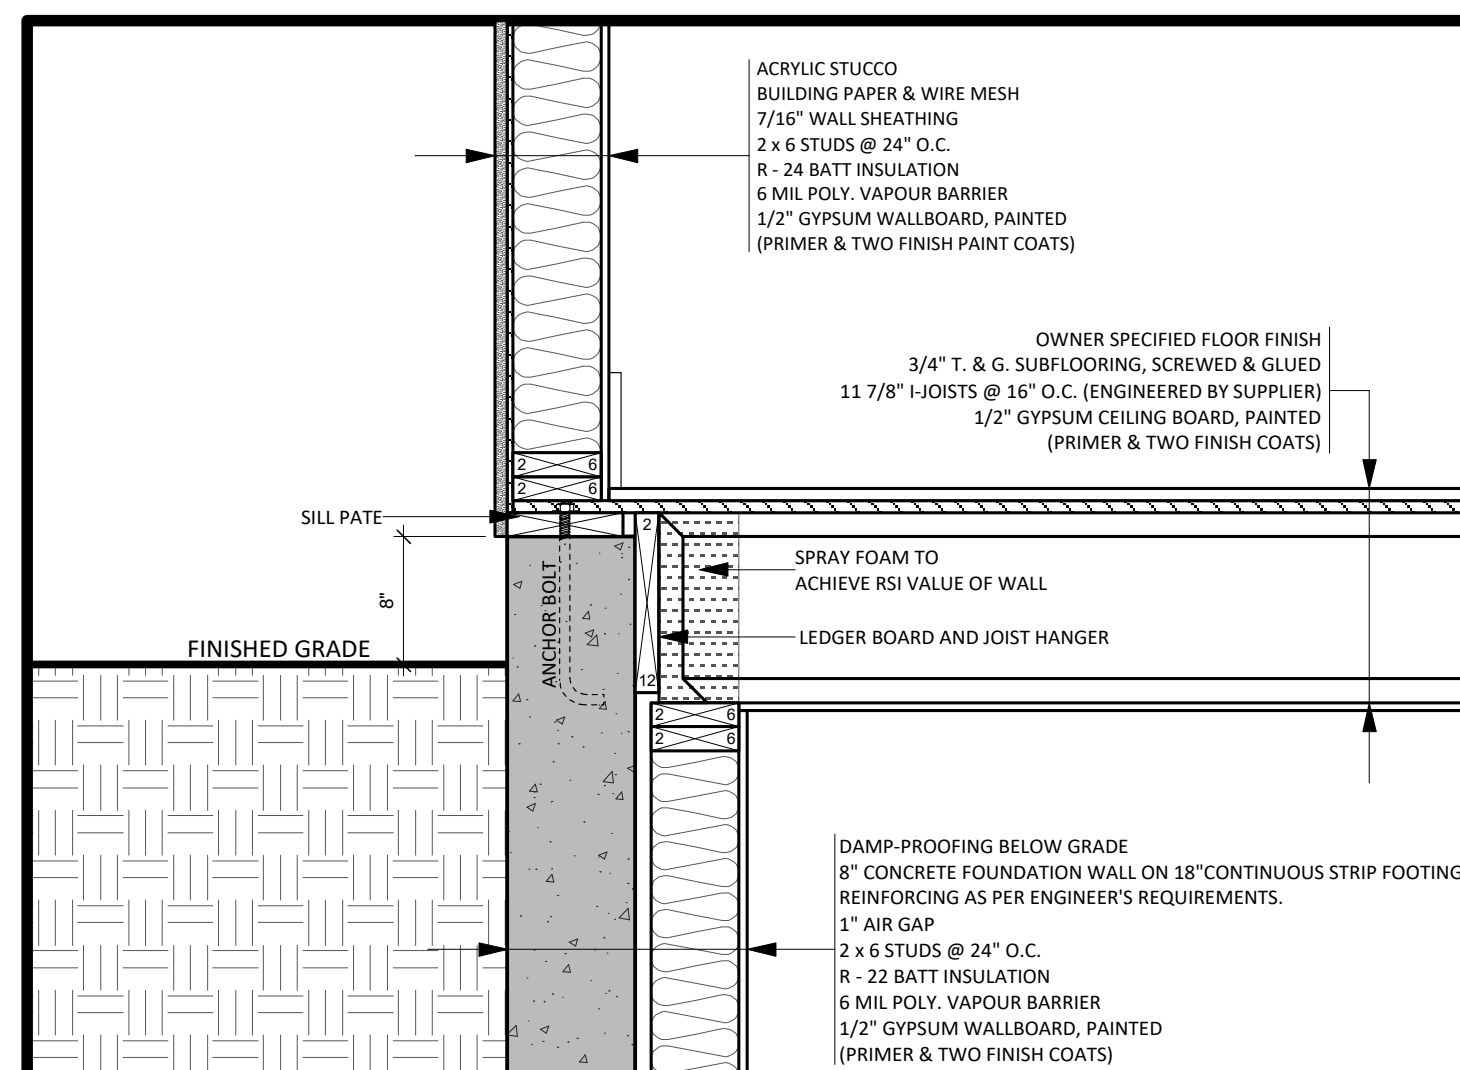 ACRYLIC STUCCO
BUILDING PAPER & WIRE MESH
7/16" WALL SHEATHING
2 x 6 STUDS @ 24" O.C.
R - 24 BATT INSULATION
6 MIL POLY. VAPOUR BARRIER
1/2" GYPSUM WALLBOARD, PAINTED
(PRIMER & TWO FINISH PAINT COATS)
OWNER SPECIFIED FLOOR FINISH
3/4" T. & G. SUBFLOORING, SCREWED & GLUED
11 7/8" I-JOISTS @ 16" O.C. (ENGINEERED BY SUPPLIER)
1/2" GYPSUM CEILING BOARD, PAINTED
(PRIMER & TWO FINISH COATS)
2 6
2 6
SILL PATE
2
12
8"
ANCHOR BOLT
SPRAY FOAM TO
ACHIEVE RSI VALUE OF WALL
LEDGER BOARD AND JOIST HANGER
FINISHED GRADE
2 6
2 6
DAMP-PROOFING BELOW GRADE
8" CONCRETE FOUNDATION WALL ON 18"CONTINUOUS STRIP FOOTING
REINFORCING AS PER ENGINEER'S REQUIREMENTS.
1" AIR GAP
2 x 6 STUDS @ 24" O.C.
R - 22 BATT INSULATION
6 MIL POLY. VAPOUR BARRIER
1/2" GYPSUM WALLBOARD, PAINTED
(PRIMER & TWO FINISH COATS)